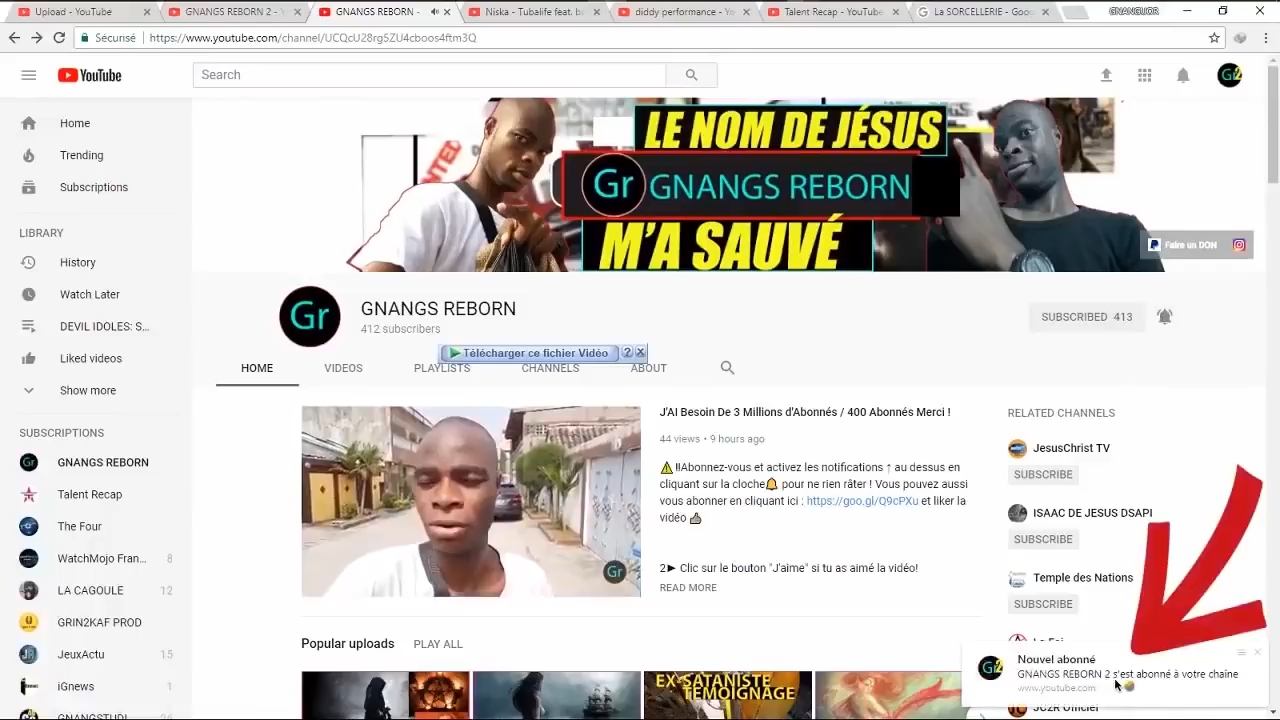 Upload - YouTube
GNANGS REBORN 2 - Y
GNANGS REBORN -
Niska - Tubalife feat. b
diddy performance - Yo
Talent Recap - YouTube
La SORCELLERIE - Goo
GNANGUOR
Sécurisé
https://www.youtube.com/channel/UCQcU28rg5ZU4cboos4ftm3Q
YouTube
Search
Gr2
Home
Trending
Subscriptions
LIBRARY
History
Watch Later
DEVIL IDOLES: S...
Liked videos
Show more
SUBSCRIPTIONS
GNANGS REBORN
Talent Recap
The Four
WatchMojo Fran... 8
LA CAGOULE 12
GRIN2KAF PROD
JeuxActu 15
iGnews 1
LE NOM DE JÉSUS
Gr GNANGS REBORN
M'A SAUVÉ
Faire un DON
Gr
GNANGS REBORN
412 subscribers
SUBSCRIBED 413
Télécharger ce fichier Vidéo ?
HOME VIDEOS PLAYLISTS CHANNELS ABOUT
Gr
J'AI Besoin De 3 Millions d'Abonnés / 400 Abonnés Merci !
44 views • 9 hours ago
!!Abonnez-vous et activez les notifications ↑ au dessus en
cliquant sur la cloche🔔 pour ne rien râter ! Vous pouvez aussi
vous abonner en cliquant ici : https://goo.gl/Q9cPXu et liker la
vidéo 👍
2► Clic sur le bouton "J'aime" si tu as aimé la vidéo!
READ MORE
Popular uploads PLAY ALL
EX-SATANISTE
TÉMOIGNAGE
RELATED CHANNELS
JesusChrist TV
SUBSCRIBE
ISAAC DE JESUS DSAPI
SUBSCRIBE
Temple des Nations
SUBSCRIBE
La Foi
Nouvel abonné
GNANGS REBORN 2 s'est abonné à votre chaîne
www.youtube.com
JC2R Officiel